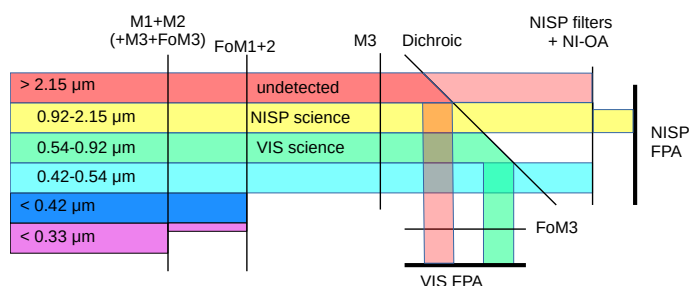 M1+M2
(+M3+FoM3)
FoM1+2
M3
Dichroic
NISP filters
+ NI-OA
> 2.15 µm
undetected
0.92-2.15 µm
NISP science
0.54-0.92 µm
VIS science
0.42-0.54 µm
< 0.42 µm
< 0.33 µm
NISP
FPA
FoM3
VIS FPA